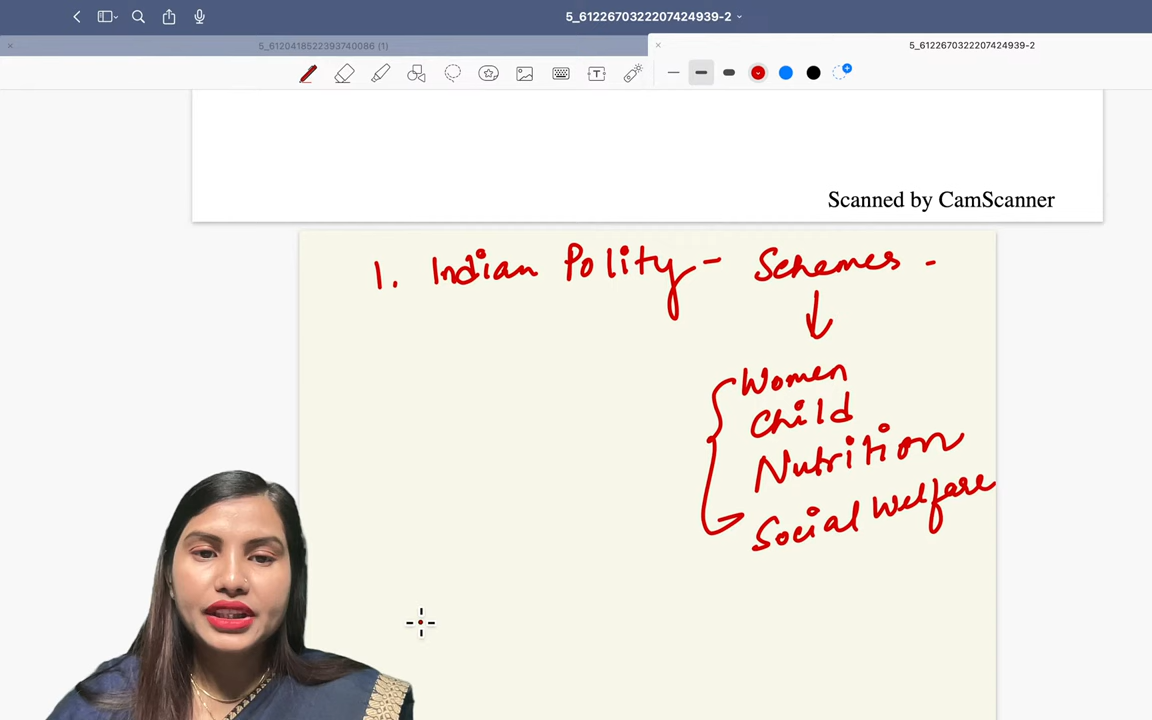 5_6122670322207424939-2
5_6120418522393740086 (1)
5_6122670322207424939-2
Scanned by CamScanner
1. Indian Polity - Schemes -
Women
Child
Nutrition
Social Welfare